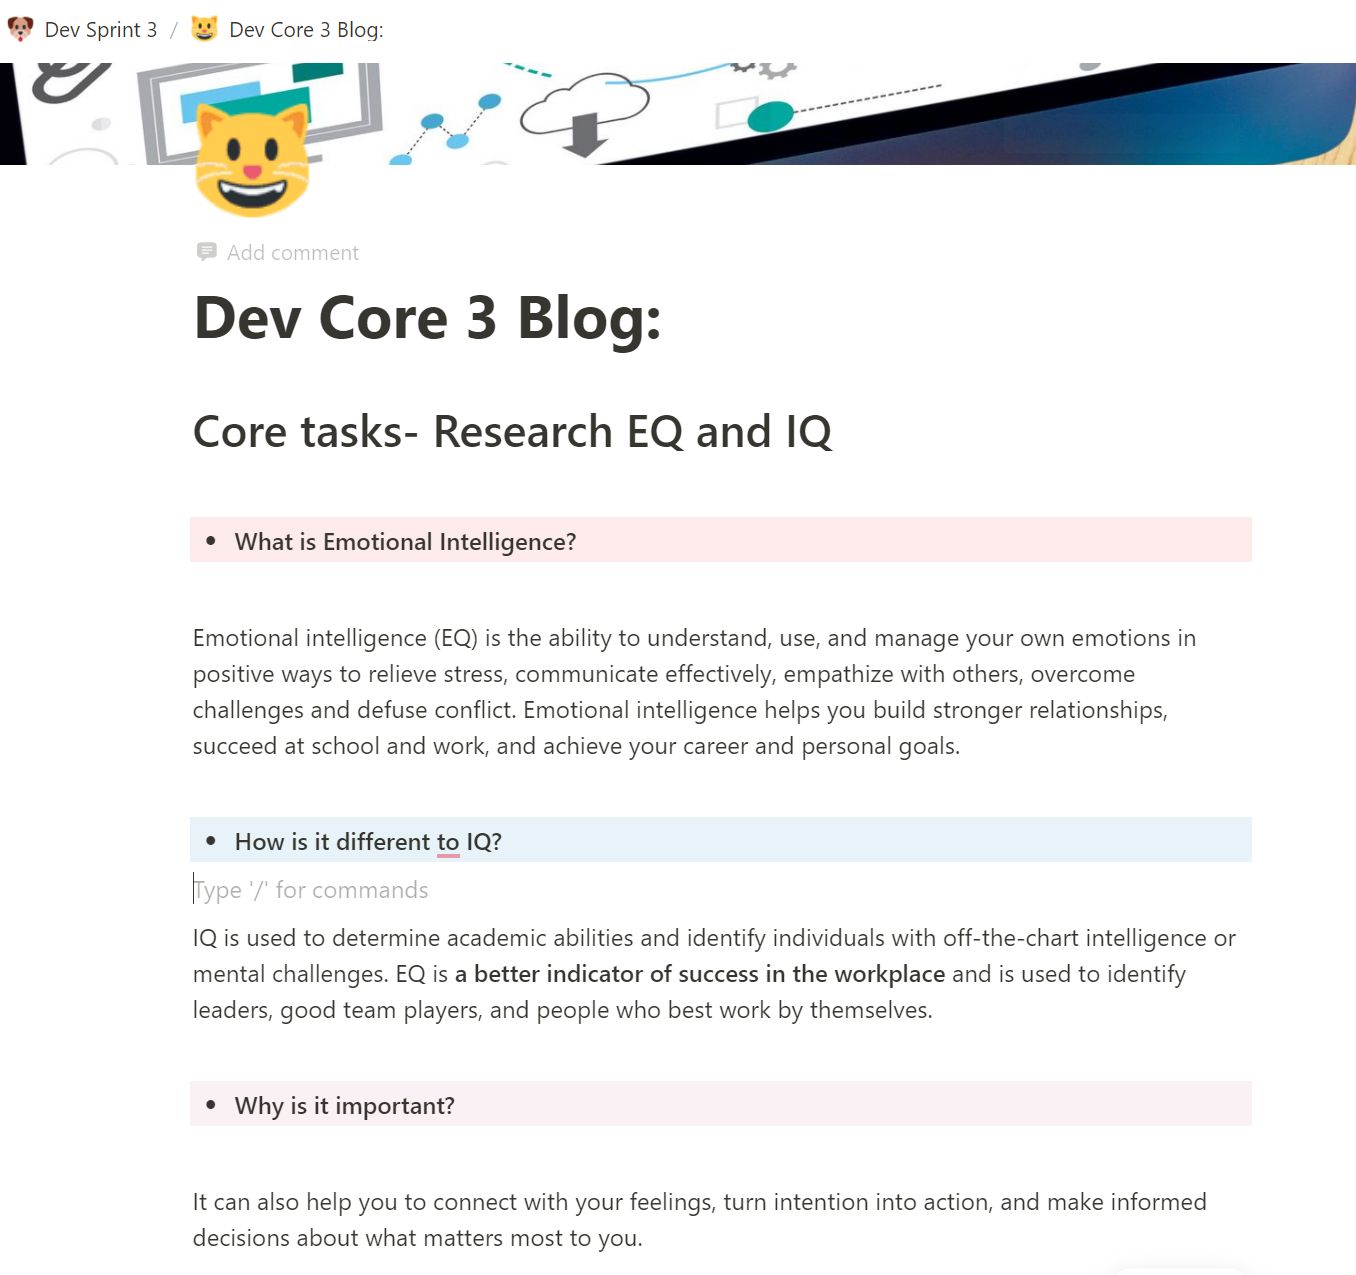 Dev Sprint 3 / Dev Core 3 Blog:
Add comment
Dev Core 3 Blog:
Core tasks- Research EQ and IQ
• What is Emotional Intelligence?
Emotional intelligence (EQ) is the ability to understand, use, and manage your own emotions in
positive ways to relieve stress, communicate effectively, empathize with others, overcome
challenges and defuse conflict. Emotional intelligence helps you build stronger relationships,
succeed at school and work, and achieve your career and personal goals.
• How is it different to IQ?
Type '/' for commands
IQ is used to determine academic abilities and identify individuals with off-the-chart intelligence or
mental challenges. EQ is a better indicator of success in the workplace and is used to identify
leaders, good team players, and people who best work by themselves.
• Why is it important?
It can also help you to connect with your feelings, turn intention into action, and make informed
decisions about what matters most to you.